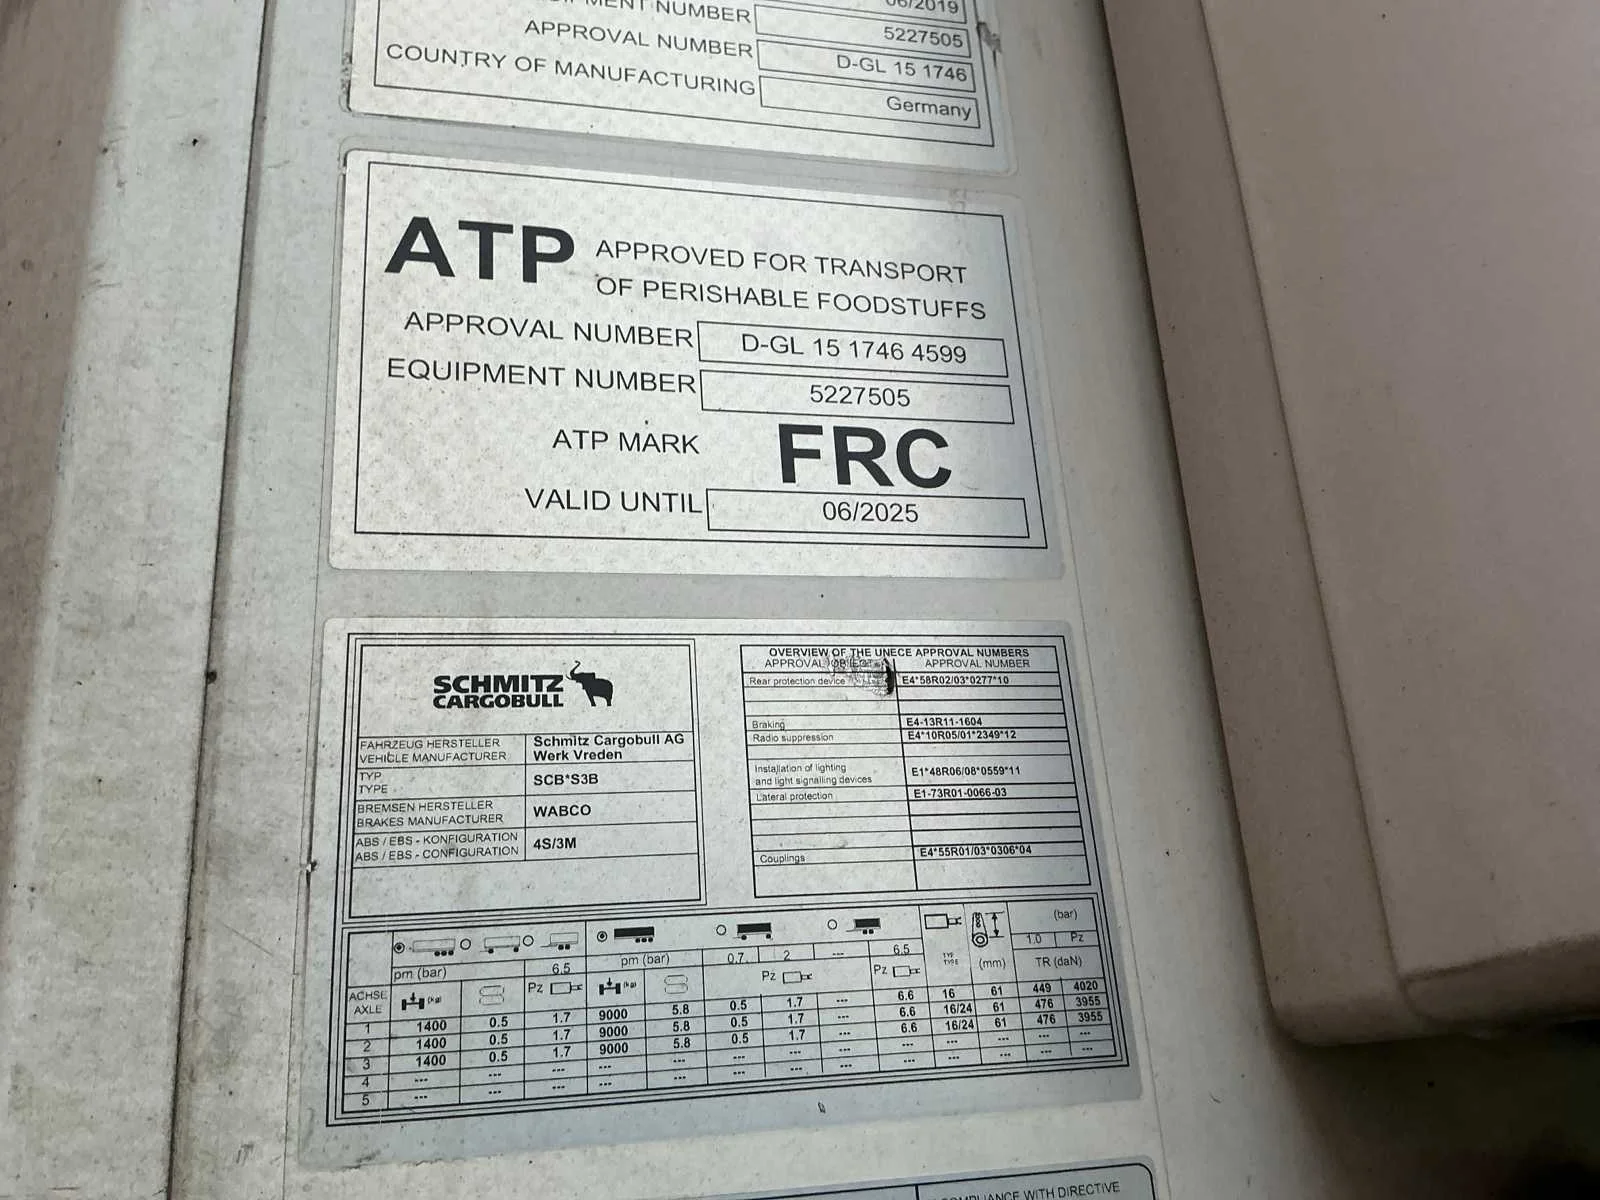 06/2019
EQUIPMENT NUMBER 5227505
APPROVAL NUMBER D-GL 15 1746
COUNTRY OF MANUFACTURING Germany
ATP APPROVED FOR TRANSPORT
OF PERISHABLE FOODSTUFFS
APPROVAL NUMBER D-GL 15 1746 4599
EQUIPMENT NUMBER 5227505
ATP MARK FRC
VALID UNTIL 06/2025
SCHMITZ
CARGOBULL
FAHRZEUG HERSTELLER
VEHICLE MANUFACTURER
Schmitz Cargobull AG
Werk Vreden
TYP
TYPE
SCB*S3B
BREMSEN HERSTELLER
BRAKES MANUFACTURER
WABCO
ABS / EBS - KONFIGURATION
ABS / EBS - CONFIGURATION
4S/3M
OVERVIEW OF THE UNECE APPROVAL NUMBERS
APPROVAL OBJECT APPROVAL NUMBER
Rear protection device E4*58R02/03*0277*10
Braking E4-13R11-1604
Radio suppression E4*10R05/01*2349*12
Installation of lighting
and light signalling devices E1*48R06/08*0559*11
Lateral protection E1-73R01-0066-03
Couplings E4*55R01/03*0306*04
(bar)
pm (bar) 6.5 pm (bar) 0.7 2 --- 6.5 TYP TYPE (mm) 1.0 Pz
ACHSE
AXLE
(kg) Pz (kg) Pz Pz TR (daN)
1 1400 0.5 1.7 9000 5.8 0.5 1.7 --- 6.6 16 61 449 4020
2 1400 0.5 1.7 9000 5.8 0.5 1.7 --- 6.6 16/24 61 476 3955
3 1400 0.5 1.7 9000 5.8 0.5 1.7 --- 6.6 16/24 61 476 3955
4 --- --- --- --- --- --- --- --- --- --- --- --- ---
5 --- --- --- --- --- --- --- --- --- --- --- --- ---
WITH DIRECTIVE